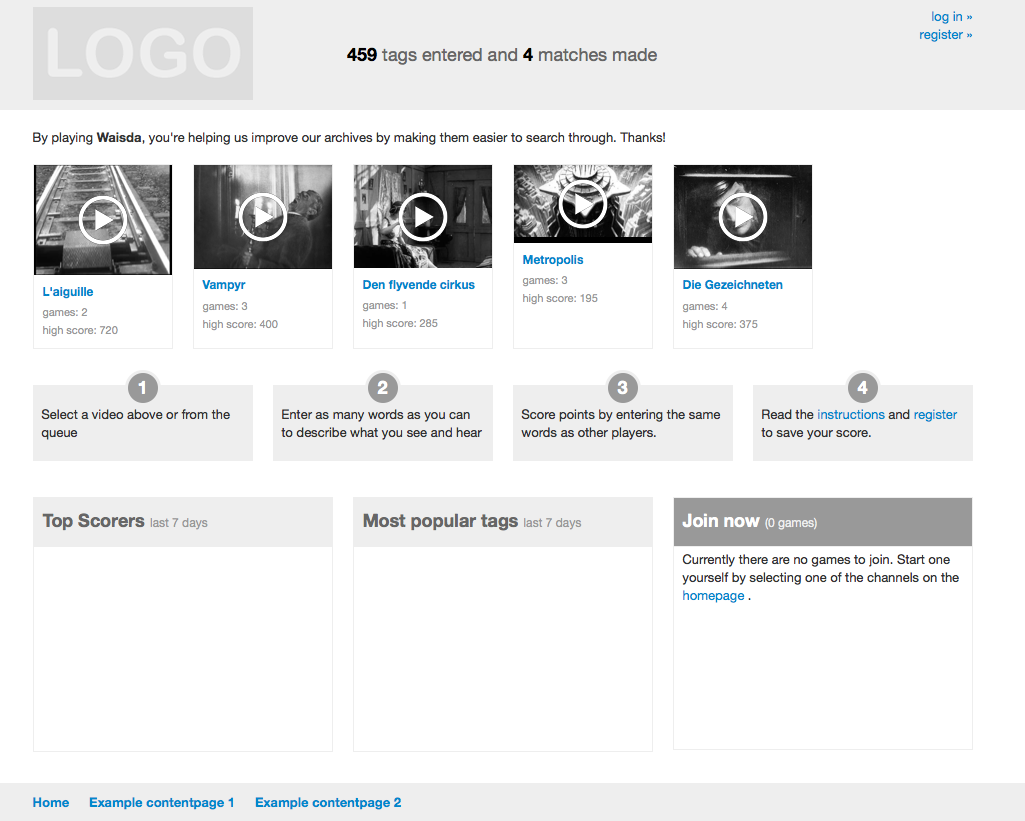 LOGO
459 tags entered and 4 matches made
log in »
register »
By playing Waisda, you're helping us improve our archives by making them easier to search through. Thanks!
L'aiguille
games: 2
high score: 720
Vampyr
games: 3
high score: 400
Den flyvende cirkus
games: 1
high score: 285
Metropolis
games: 3
high score: 195
Die Gezeichneten
games: 4
high score: 375
1
Select a video above or from the
queue
2
Enter as many words as you can
to describe what you see and hear
3
Score points by entering the same
words as other players.
4
Read the instructions and register
to save your score.
Top Scorers last 7 days
Most popular tags last 7 days
Join now (0 games)
Currently there are no games to join. Start one
yourself by selecting one of the channels on the
homepage .
Home Example contentpage 1 Example contentpage 2